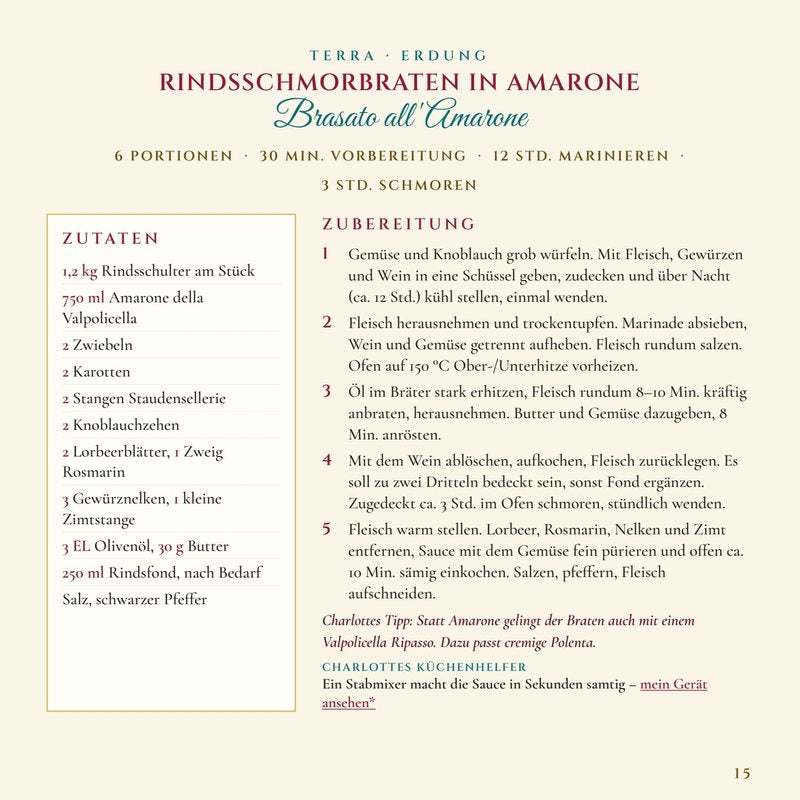 TERRA · ERDUNG
RINDSSCHMORBRATEN IN AMARONE
Brasato all'Amarone
6 PORTIONEN · 30 MIN. VORBEREITUNG · 12 STD. MARINIEREN ·
3 STD. SCHMOREN
ZUTATEN
1,2 kg Rindsschulter am Stück
750 ml Amarone della
Valpolicella
2 Zwiebeln
2 Karotten
2 Stangen Staudensellerie
2 Knoblauchzehen
2 Lorbeerblätter, 1 Zweig
Rosmarin
3 Gewürznelken, 1 kleine
Zimtstange
3 EL Olivenöl, 30 g Butter
250 ml Rindsfond, nach Bedarf
Salz, schwarzer Pfeffer
ZUBEREITUNG
1 Gemüse und Knoblauch grob würfeln. Mit Fleisch, Gewürzen
und Wein in eine Schüssel geben, zudecken und über Nacht
(ca. 12 Std.) kühl stellen, einmal wenden.
2 Fleisch herausnehmen und trockentupfen. Marinade absieben,
Wein und Gemüse getrennt aufheben. Fleisch rundum salzen.
Ofen auf 150 °C Ober-/Unterhitze vorheizen.
3 Öl im Bräter stark erhitzen, Fleisch rundum 8–10 Min. kräftig
anbraten, herausnehmen. Butter und Gemüse dazugeben, 8
Min. anrösten.
4 Mit dem Wein ablöschen, aufkochen, Fleisch zurücklegen. Es
soll zu zwei Dritteln bedeckt sein, sonst Fond ergänzen.
Zugedeckt ca. 3 Std. im Ofen schmoren, stündlich wenden.
5 Fleisch warm stellen. Lorbeer, Rosmarin, Nelken und Zimt
entfernen, Sauce mit dem Gemüse fein pürieren und offen ca.
10 Min. sämig einkochen. Salzen, pfeffern, Fleisch
aufschneiden.
Charlottes Tipp: Statt Amarone gelingt der Braten auch mit einem
Valpolicella Ripasso. Dazu passt cremige Polenta.
CHARLOTTES KÜCHENHELFER
Ein Stabmixer macht die Sauce in Sekunden samtig – mein Gerät
ansehen*
15